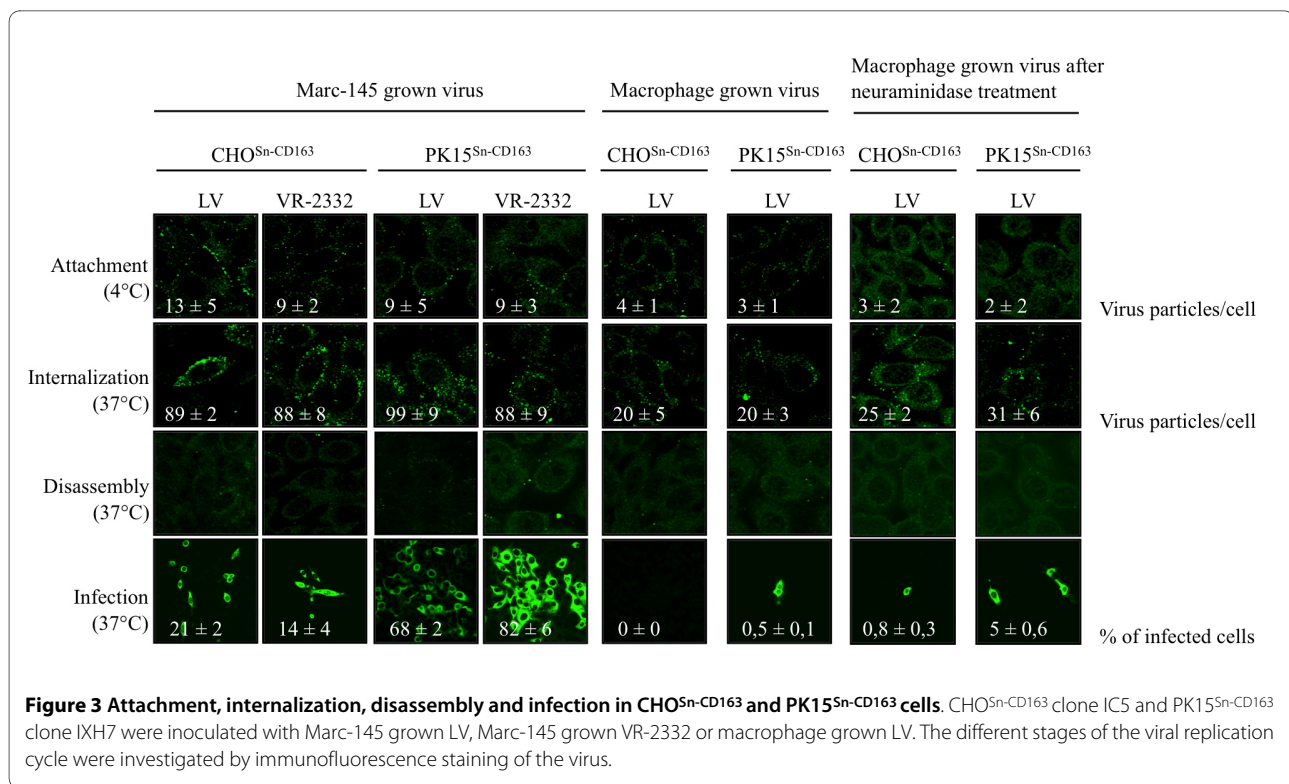 Marc-145 grown virus
Macrophage grown virus
Macrophage grown virus after
neuraminidase treatment
CHOSn-CD163
PK15Sn-CD163
CHOSn-CD163
PK15Sn-CD163
CHOSn-CD163
PK15Sn-CD163
LV VR-2332 LV VR-2332 LV LV LV LV
Attachment
(4°C)
13 ± 5 9 ± 2 9 ± 5 9 ± 3 4 ± 1 3 ± 1 3 ± 2 2 ± 2
Virus particles/cell
Internalization
(37°C)
89 ± 2 88 ± 8 99 ± 9 88 ± 9 20 ± 5 20 ± 3 25 ± 2 31 ± 6
Virus particles/cell
Disassembly
(37°C)
Infection
(37°C)
21 ± 2 14 ± 4 68 ± 2 82 ± 6 0 ± 0 0,5 ± 0,1 0,8 ± 0,3 5 ± 0,6
% of infected cells
Figure 3 Attachment, internalization, disassembly and infection in CHOSn-CD163 and PK15Sn-CD163 cells. CHOSn-CD163 clone IC5 and PK15Sn-CD163
clone IXH7 were inoculated with Marc-145 grown LV, Marc-145 grown VR-2332 or macrophage grown LV. The different stages of the viral replication
cycle were investigated by immunofluorescence staining of the virus.